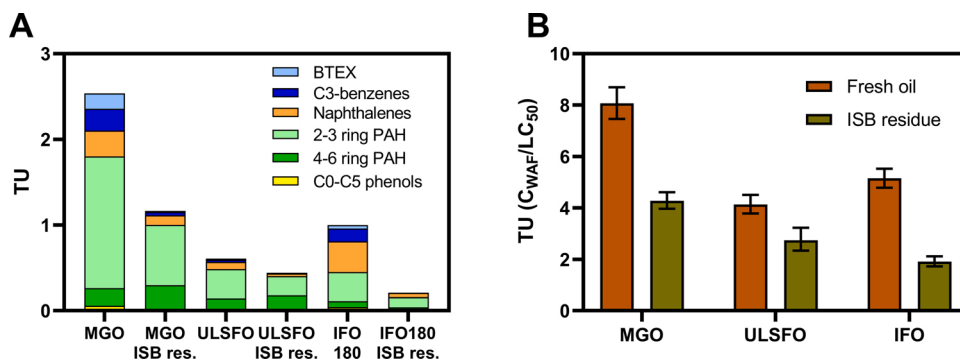 A
TU
3
2
1
0
BTEX
C3-benzenes
Naphthalenes
2-3 ring PAH
4-6 ring PAH
C0-C5 phenols
MGO
MGO
ISB res.
ULSFO
ULSFO
ISB res.
IFO
180
IFO180
ISB res.
B
TU (C_WAF/LC_50)
10
8
6
4
2
0
Fresh oil
ISB residue
MGO
ULSFO
IFO